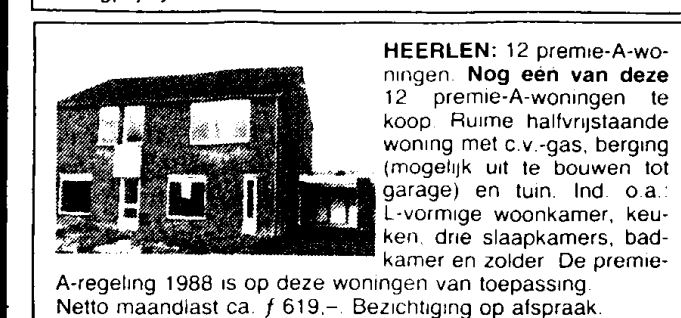 HEERLEN: 12 premie-A-wo-
ningen. Nog een van deze
12 premie-A-woningen te
koop. Ruime halfvrijstaande
woning met c.v.-gas, berging
(mogelijk uit te bouwen tot
garage) en tuin. Ind. o.a.:
L-vormige woonkamer, keu-
ken, drie slaapkamers, bad-
kamer en zolder. De premie-
A-regeling 1988 is op deze woningen van toepassing.
Netto maandlast ca. ƒ 619,-. Bezichtiging op afspraak.